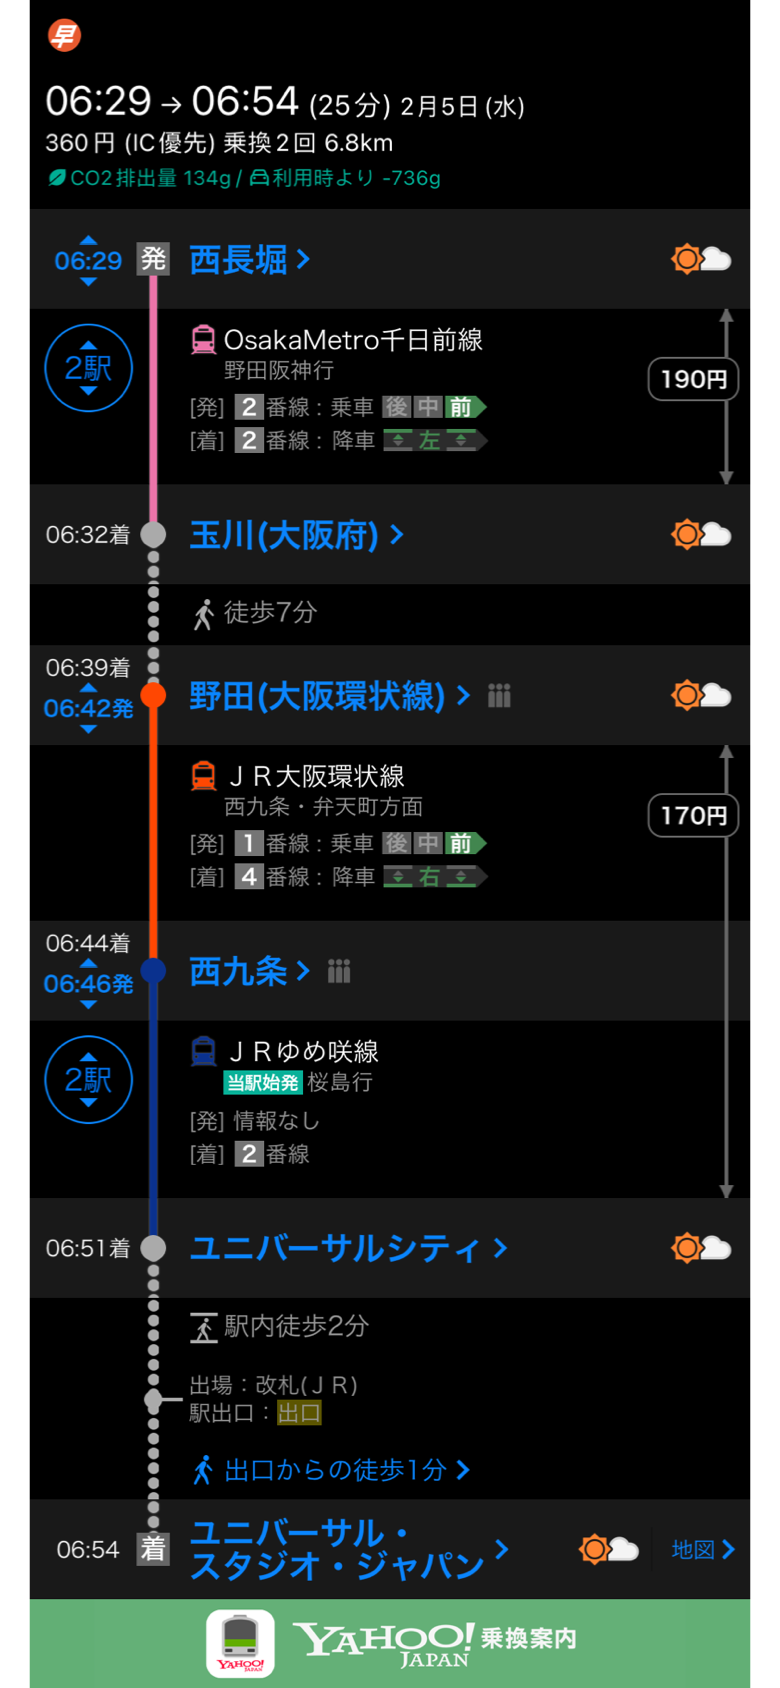 早
06:29 → 06:54 (25分) 2月5日(水)
360円 (IC優先) 乗換2回 6.8km
CO2排出量 134g / 利用時より -736g
06:29 発 西長堀
2駅
OsakaMetro千日前線
野田阪神行
190円
[発] 2番線：乗車 後 中 前
[着] 2番線：降車 左
06:32着 玉川(大阪府)
徒歩7分
06:39着
06:42発
野田(大阪環状線)
ＪＲ大阪環状線
西九条・弁天町方面
170円
[発] 1番線：乗車 後 中 前
[着] 4番線：降車 右
06:44着
06:46発
西九条
2駅
ＪＲゆめ咲線
当駅始発 桜島行
[発] 情報なし
[着] 2番線
06:51着 ユニバーサルシティ
駅内徒歩2分
出場：改札(ＪＲ)
駅出口：出口
出口からの徒歩1分
06:54 着
ユニバーサル・
スタジオ・ジャパン
地図
YAHOO!
JAPAN
YAHOO!
JAPAN
乗換案内